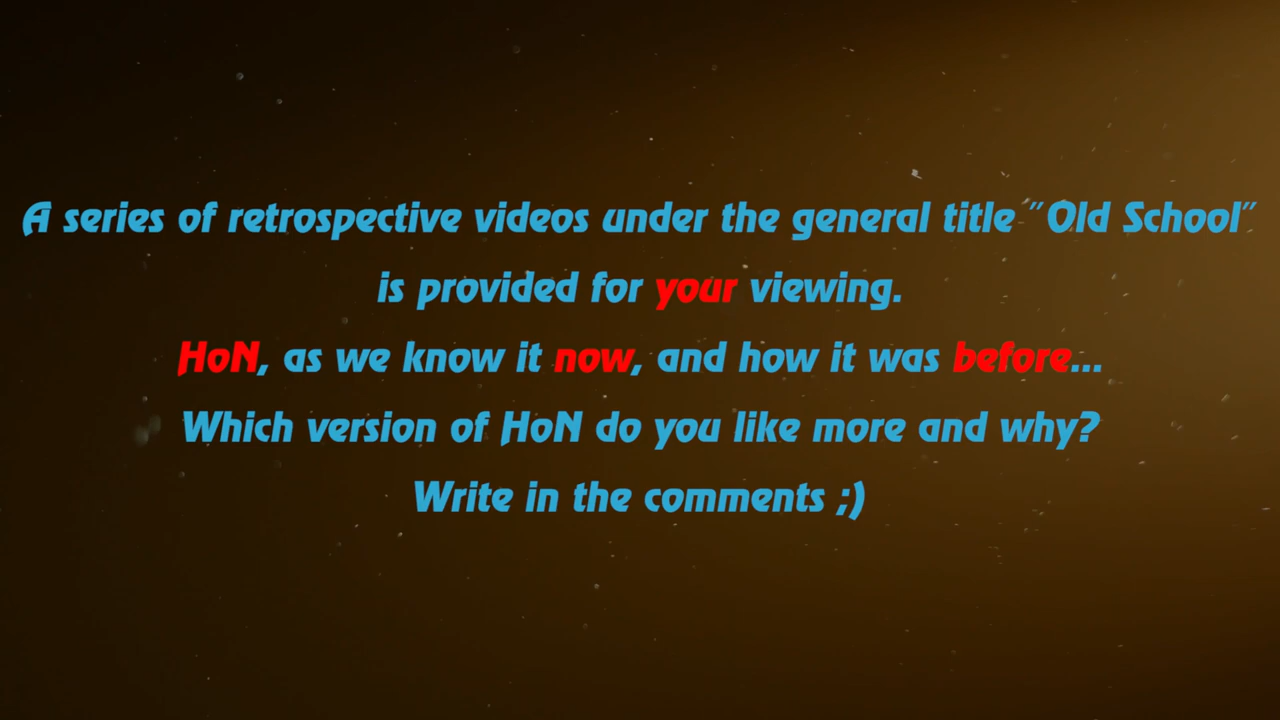 A series of retrospective videos under the general title "Old School"
is provided for your viewing.
HoN, as we know it now, and how it was before...
Which version of HoN do you like more and why?
Write in the comments ;)